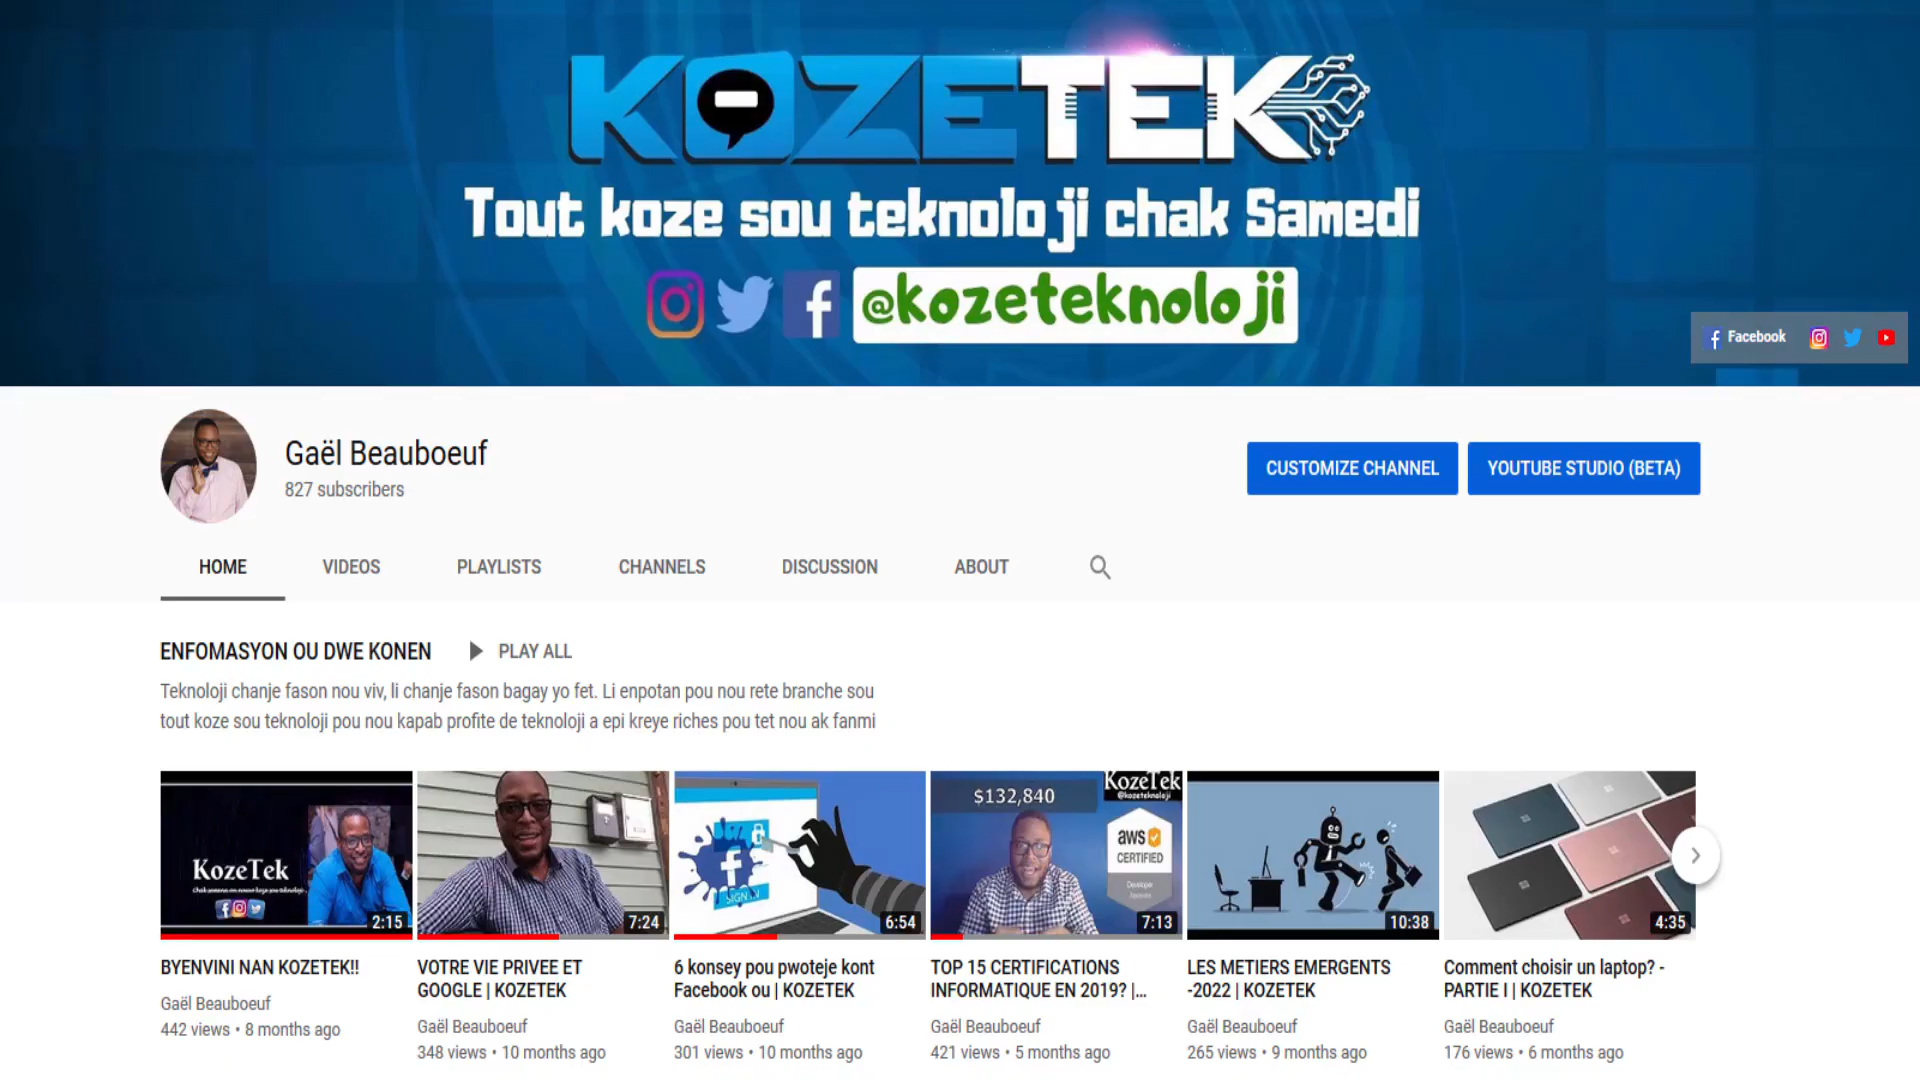 KOZETEK
Tout koze sou teknoloji chak Samedi
@kozeteknoloji
Facebook
Gaël Beauboeuf
827 subscribers
CUSTOMIZE CHANNEL
YOUTUBE STUDIO (BETA)
HOME
VIDEOS
PLAYLISTS
CHANNELS
DISCUSSION
ABOUT
ENFOMASYON OU DWE KONEN
PLAY ALL
Teknoloji chanje fason nou viv, li chanje fason bagay yo fet. Li enpotan pou nou rete branche sou
tout koze sou teknoloji pou nou kapab profite de teknoloji a epi kreye riches pou tet nou ak fanmi
KozeTek
2:15
BYENVINI NAN KOZETEK!!
Gaël Beauboeuf
442 views • 8 months ago
7:24
VOTRE VIE PRIVEE ET
GOOGLE | KOZETEK
Gaël Beauboeuf
348 views • 10 months ago
SIGN IN
6:54
6 konsey pou pwoteje kont
Facebook ou | KOZETEK
Gaël Beauboeuf
301 views • 10 months ago
$132,840
KozeTek
@kozeteknoloji
aws
CERTIFIED
Developer
7:13
TOP 15 CERTIFICATIONS
INFORMATIQUE EN 2019? |...
Gaël Beauboeuf
421 views • 5 months ago
10:38
LES METIERS EMERGENTS
-2022 | KOZETEK
Gaël Beauboeuf
265 views • 9 months ago
4:35
Comment choisir un laptop? -
PARTIE I | KOZETEK
Gaël Beauboeuf
176 views • 6 months ago